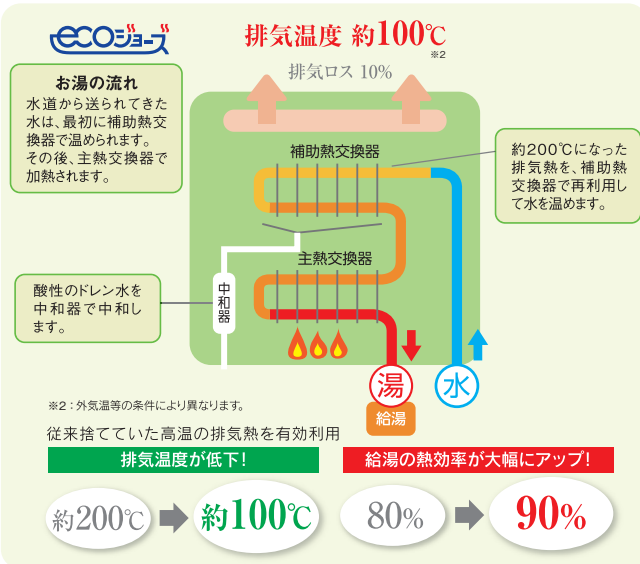 ecoジョーズ
排気温度 約100℃
※2
排気ロス 10%
お湯の流れ
水道から送られてきた
水は、最初に補助熱交
換器で温められます。
その後、主熱交換器で
加熱されます。
補助熱交換器
約200℃になった
排気熱を、補助熱
交換器で再利用し
て水を温めます。
主熱交換器
酸性のドレン水を
中和器で中和し
ます。
中和器
湯
水
給湯
※2：外気温等の条件により異なります。
従来捨てていた高温の排気熱を有効利用
排気温度が低下!
給湯の熱効率が大幅にアップ!
約200℃
約100℃
80%
90%